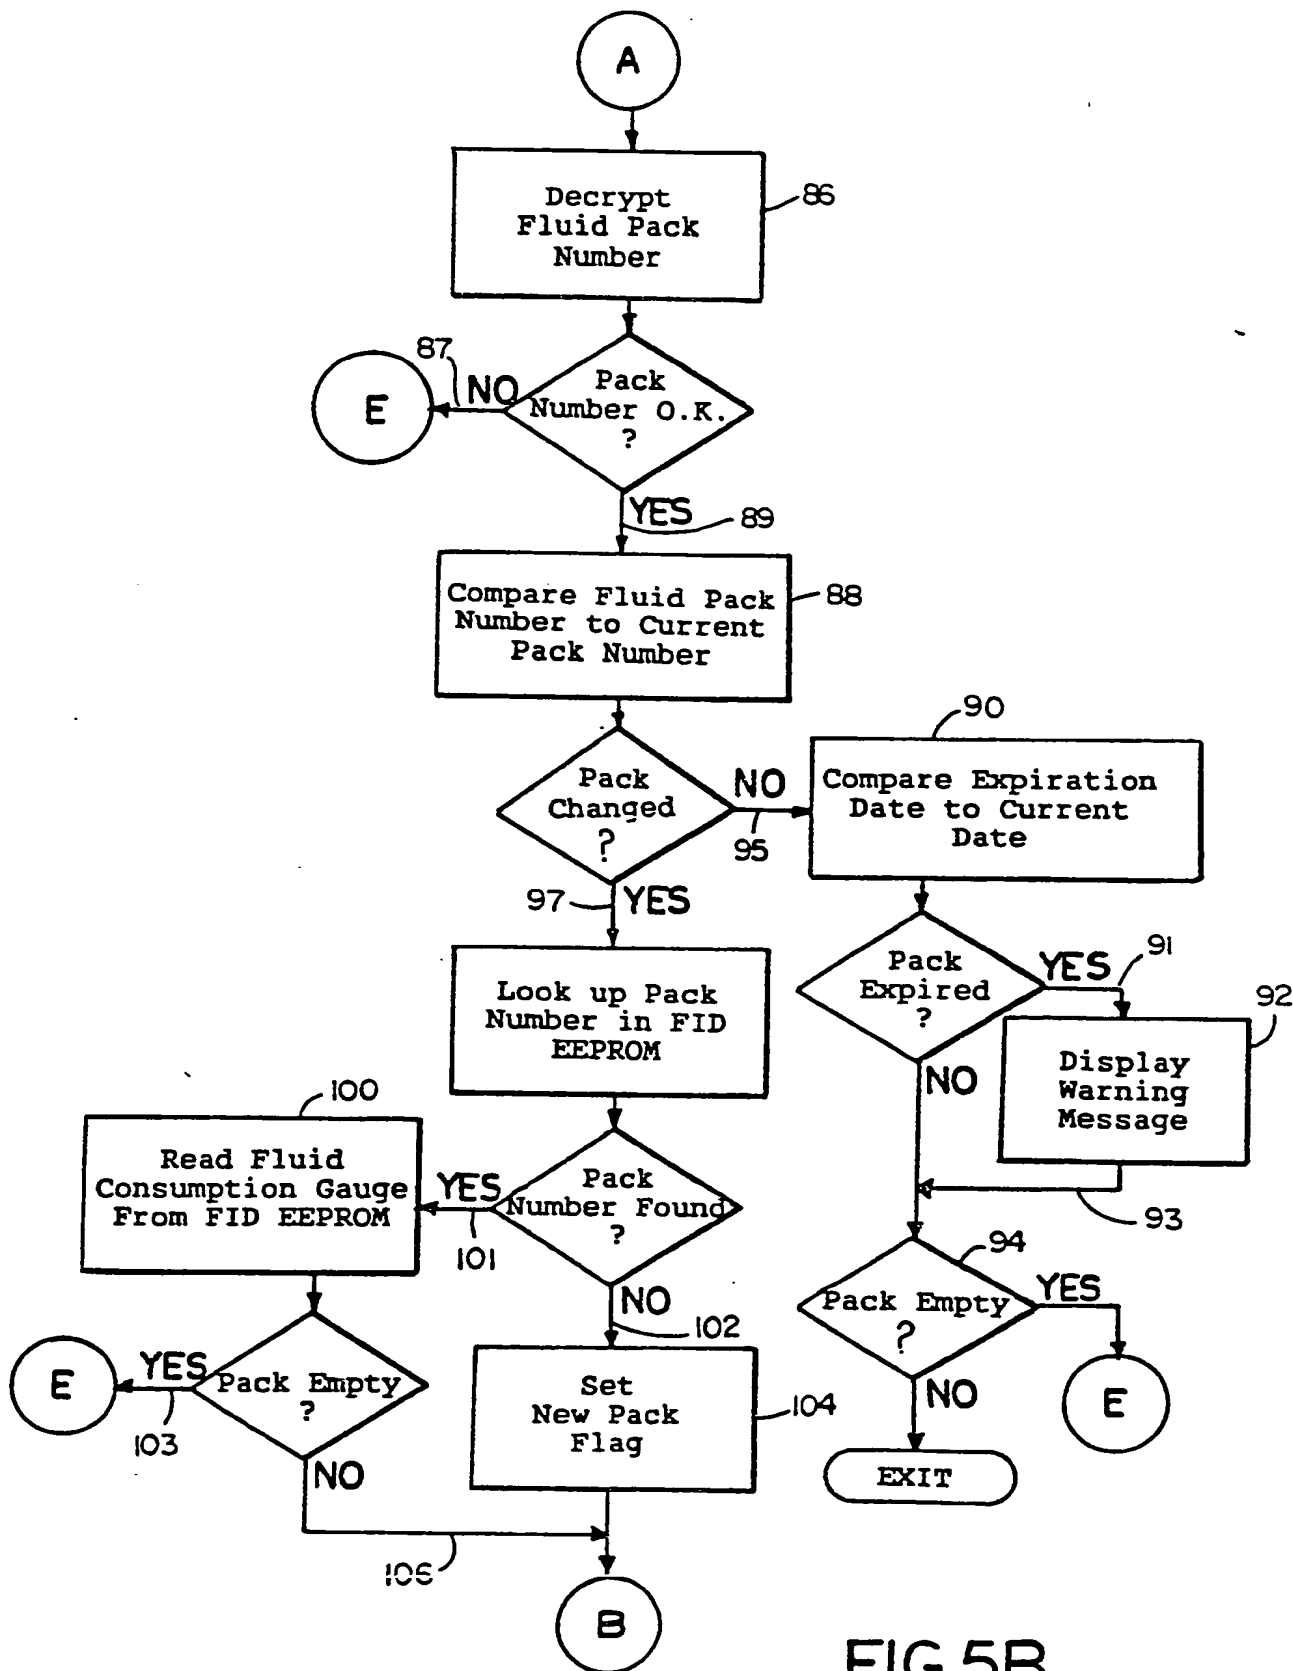 A
Decrypt
Fluid Pack
Number
86
87
NO
E
Pack
Number O.K.
?
YES
89
Compare Fluid Pack
Number to Current
Pack Number
88
Pack
Changed
?
NO
95
90
Compare Expiration
Date to Current
Date
97
YES
Look up Pack
Number in FID
EEPROM
Pack
Expired
?
YES
91
92
Display
Warning
Message
NO
93
100
Read Fluid
Consumption Gauge
From FID EEPROM
YES
101
Pack
Number Found
?
NO
102
94
Pack Empty
?
YES
E
NO
EXIT
E
YES
103
Pack Empty
?
NO
Set
New Pack
Flag
104
106
B
FIG.5B